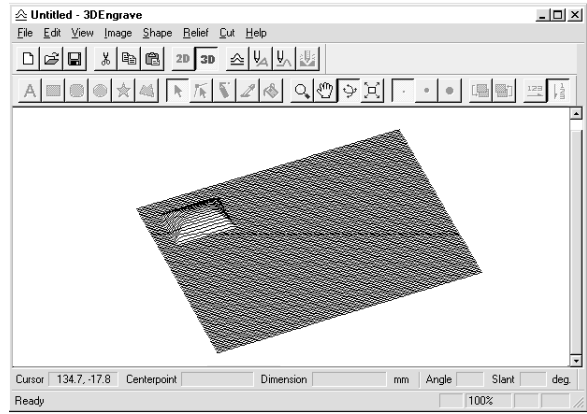 Untitled - 3DEngrave
File Edit View Image Shape Relief Cut Help
2D 3D
A 123
Cursor 134.7, -17.8 Centerpoint Dimension mm Angle Slant deg.
Ready 100%